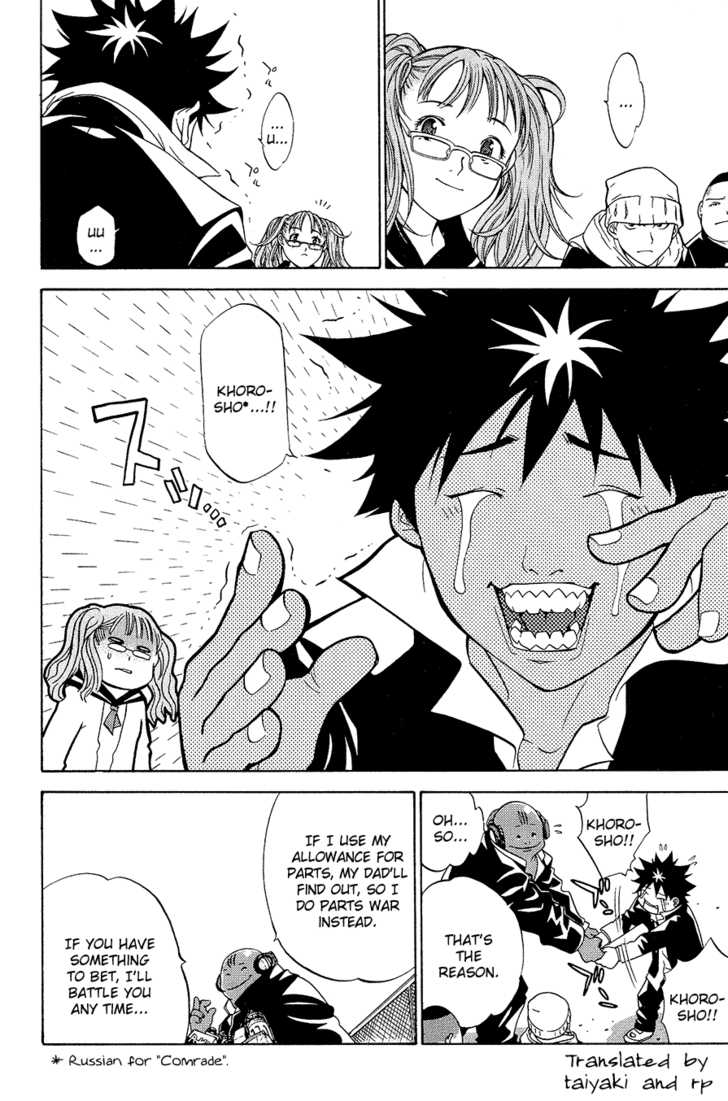 ...
...
U...
UU
...
KHORO-
SHO*...!!
ズ
ズ...
KHORO-
SHO!!
OH...
SO...
THAT'S
THE
REASON.
KHORO-
SHO!!
IF I USE MY
ALLOWANCE FOR
PARTS, MY DAD'LL
FIND OUT, SO I
DO PARTS WAR
INSTEAD.
IF YOU HAVE
SOMETHING
TO BET, I'LL
BATTLE YOU
ANY TIME...
* Russian for "Comrade".
Translated by
taiyaki and rp